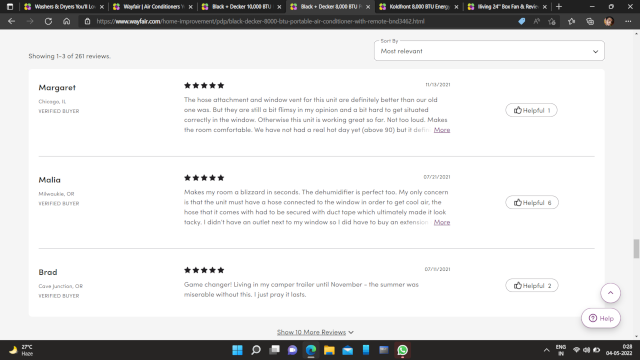 Washers & Dryers You'll Lo
Wayfair | Air Conditioners Y
Black + Decker 10,000 BTU
Black + Decker 8,000 B
Koldfront 8,000 BTU Energ
iliving 24" Box Fan & Revie
https://www.wayfair.com/home-improvement/pdp/black-decker-8000-btu-portable-air-conditioner-with-remote-bnd3462.html
Showing 1-3 of 261 reviews.
Sort By
Most relevant
Margaret
Chicago, IL
VERIFIED BUYER
11/13/2021
The hose attachment and window vent for this unit are definitely better than our old
one was. But they are still a bit flimsy in my opinion and a bit hard to get situated
correctly in the window. Otherwise this unit is working great so far. Not too loud. Makes
the room comfortable. We have not had a real hot day yet (above 90) but it defin More
Helpful 1
Malia
Milwaukie, OR
VERIFIED BUYER
07/21/2021
Makes my room a blizzard in seconds. The dehumidifier is perfect too. My only concern
is that the unit must have a hose connected to the window in order to get cool air, the
hose that it comes with had to be secured with duct tape which ultimately made it look
tacky. I didn't have an outlet next to my window so i did have to buy an extension More
Helpful 6
Brad
Cave Junction, OR
VERIFIED BUYER
07/11/2021
Game changer! Living in my camper trailer until November - the summer was
miserable without this. I just pray it lasts.
Helpful 2
Show 10 More Reviews
Help
27°C
Haze
ENG
IN
0:28
04-05-2022